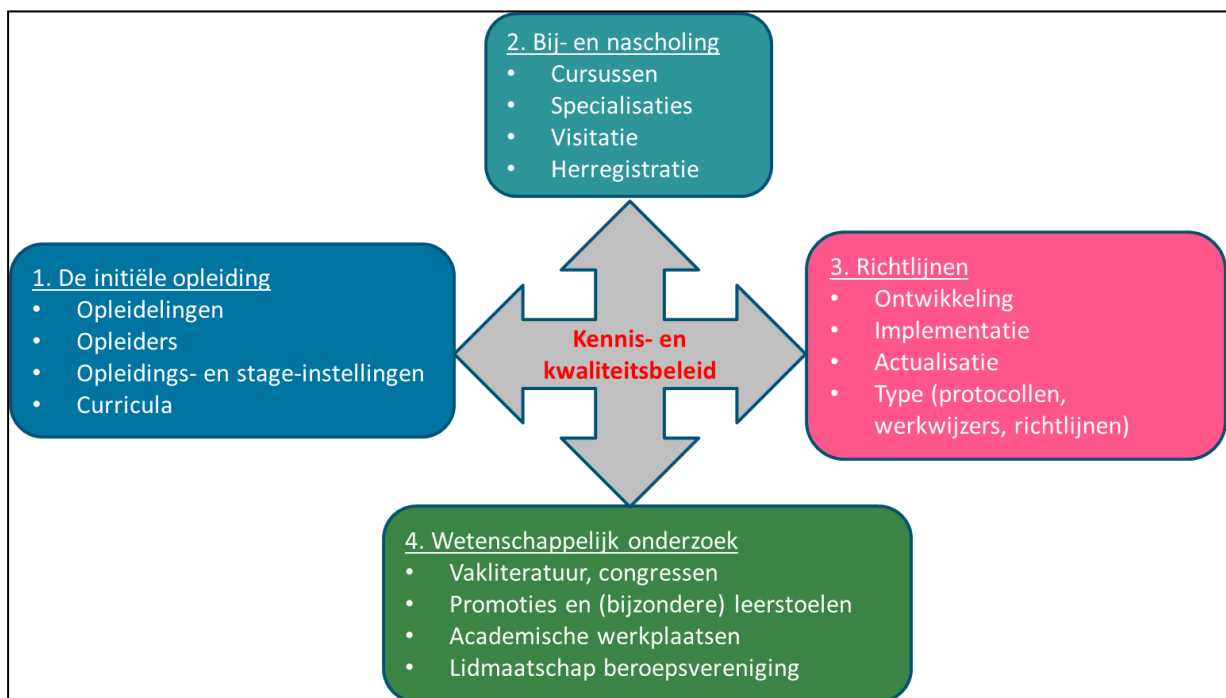 2. Bij- en nascholing
• Cursussen
• Specialisaties
• Visitatie
• Herregistratie
1. De initiële opleiding
• Opleidelingen
• Opleiders
• Opleidings- en stage-instellingen
• Curricula
Kennis- en
kwaliteitsbeleid
3. Richtlijnen
• Ontwikkeling
• Implementatie
• Actualisatie
• Type (protocollen,
werkwijzers, richtlijnen)
4. Wetenschappelijk onderzoek
• Vakliteratuur, congressen
• Promoties en (bijzondere) leerstoelen
• Academische werkplaatsen
• Lidmaatschap beroepsvereniging